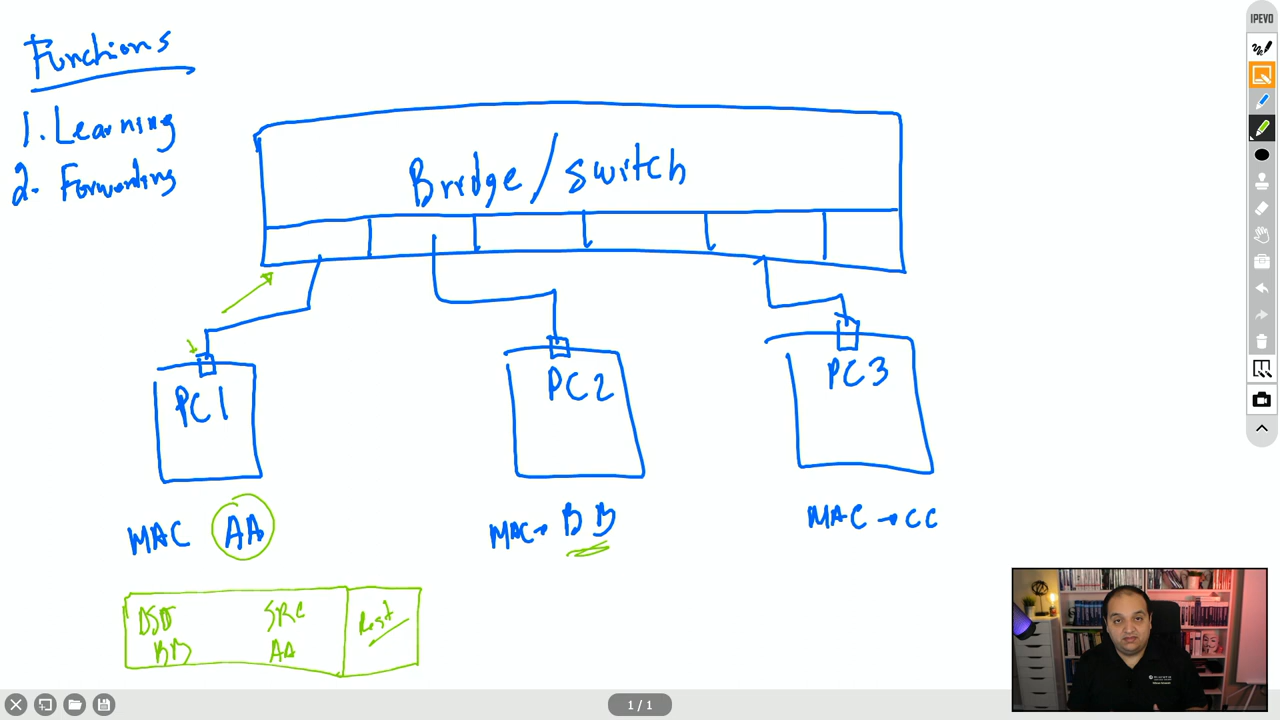 Functions
1. Learning
2. Forwarding
Bridge/Switch
PC1
PC2
PC3
MAC AA
MAC→ BB
MAC → CC
DSD SRC Rest
BB AA
1 / 1
IPEVO